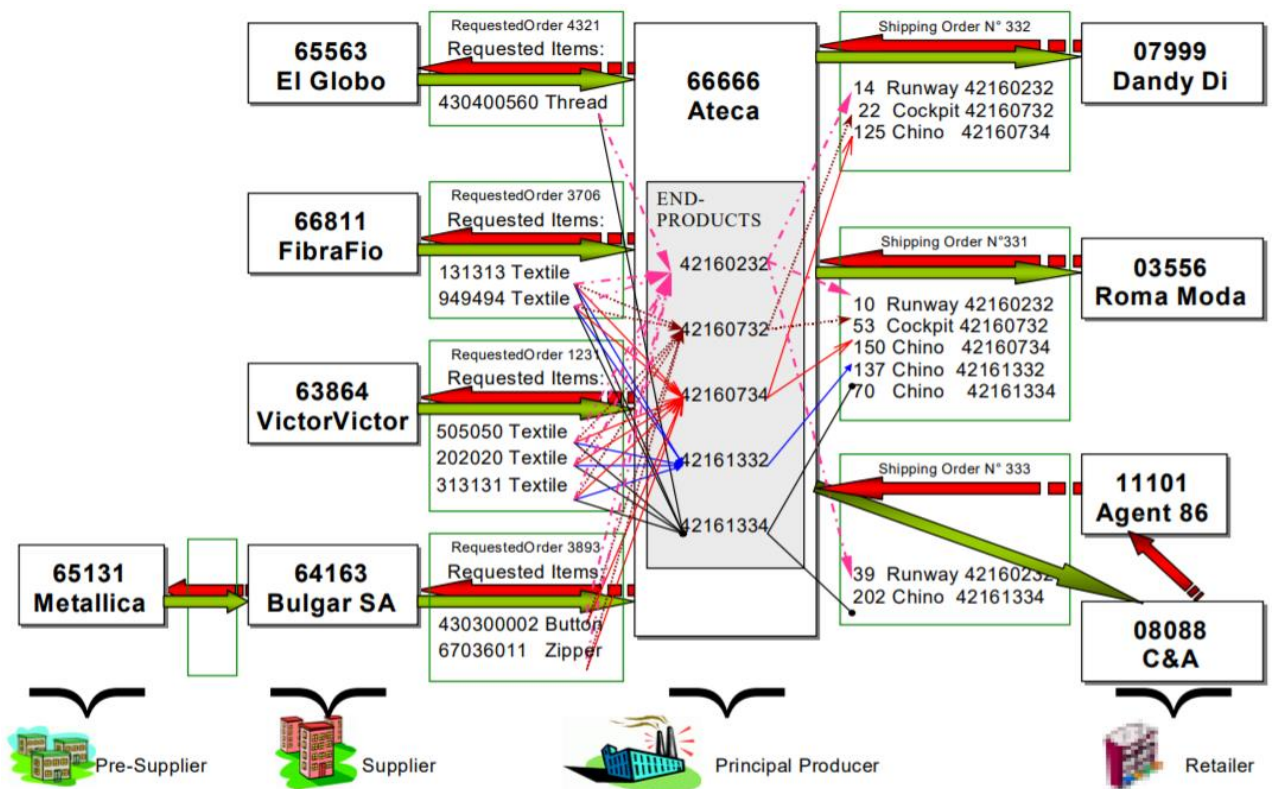 65563
El Globo
RequestedOrder 4321
Requested Items:
430400560 Thread
66666
Ateca
Shipping Order N° 332
14 Runway 42160232
22 Cockpit 42160732
125 Chino 42160734
07999
Dandy Di
66811
FibraFio
RequestedOrder 3706
Requested Items:
131313 Textile
949494 Textile
END-
PRODUCTS
42160232
42160732
42160734
42161332
42161334
Shipping Order N°331
10 Runway 42160232
53 Cockpit 42160732
150 Chino 42160734
137 Chino 42161332
70 Chino 42161334
03556
Roma Moda
63864
VictorVictor
RequestedOrder 1231
Requested Items:
505050 Textile
202020 Textile
313131 Textile
Shipping Order N° 333
39 Runway 42160232
202 Chino 42161334
11101
Agent 86
65131
Metallica
64163
Bulgar SA
RequestedOrder 3893
Requested Items:
430300002 Button
67036011 Zipper
08088
C&A
Pre-Supplier
Supplier
Principal Producer
Retailer